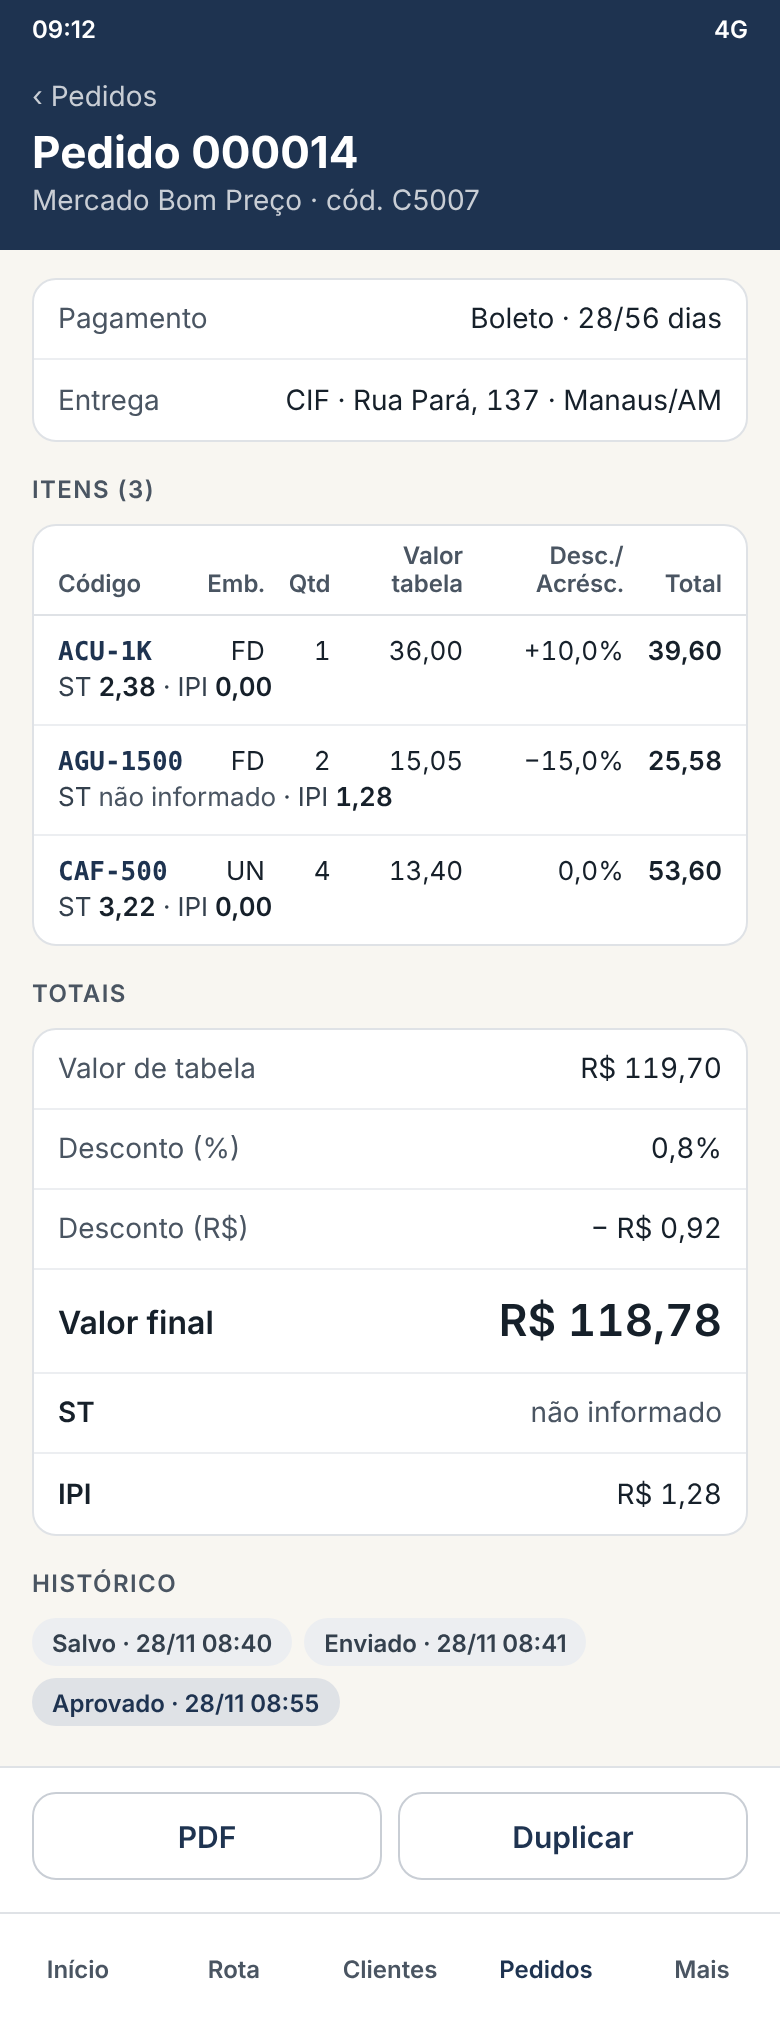 09:12 4G
‹ Pedidos
Pedido 000014
Mercado Bom Preço · cód. C5007
Pagamento Boleto · 28/56 dias
Entrega CIF · Rua Pará, 137 · Manaus/AM
ITENS (3)
Código Emb. Qtd Valor tabela Desc./ Acrésc. Total
ACU-1K FD 1 36,00 +10,0% 39,60
ST 2,38 · IPI 0,00
AGU-1500 FD 2 15,05 −15,0% 25,58
ST não informado · IPI 1,28
CAF-500 UN 4 13,40 0,0% 53,60
ST 3,22 · IPI 0,00
TOTAIS
Valor de tabela R$ 119,70
Desconto (%) 0,8%
Desconto (R$) − R$ 0,92
Valor final R$ 118,78
ST não informado
IPI R$ 1,28
HISTÓRICO
Salvo · 28/11 08:40 Enviado · 28/11 08:41
Aprovado · 28/11 08:55
PDF Duplicar
Início Rota Clientes Pedidos Mais